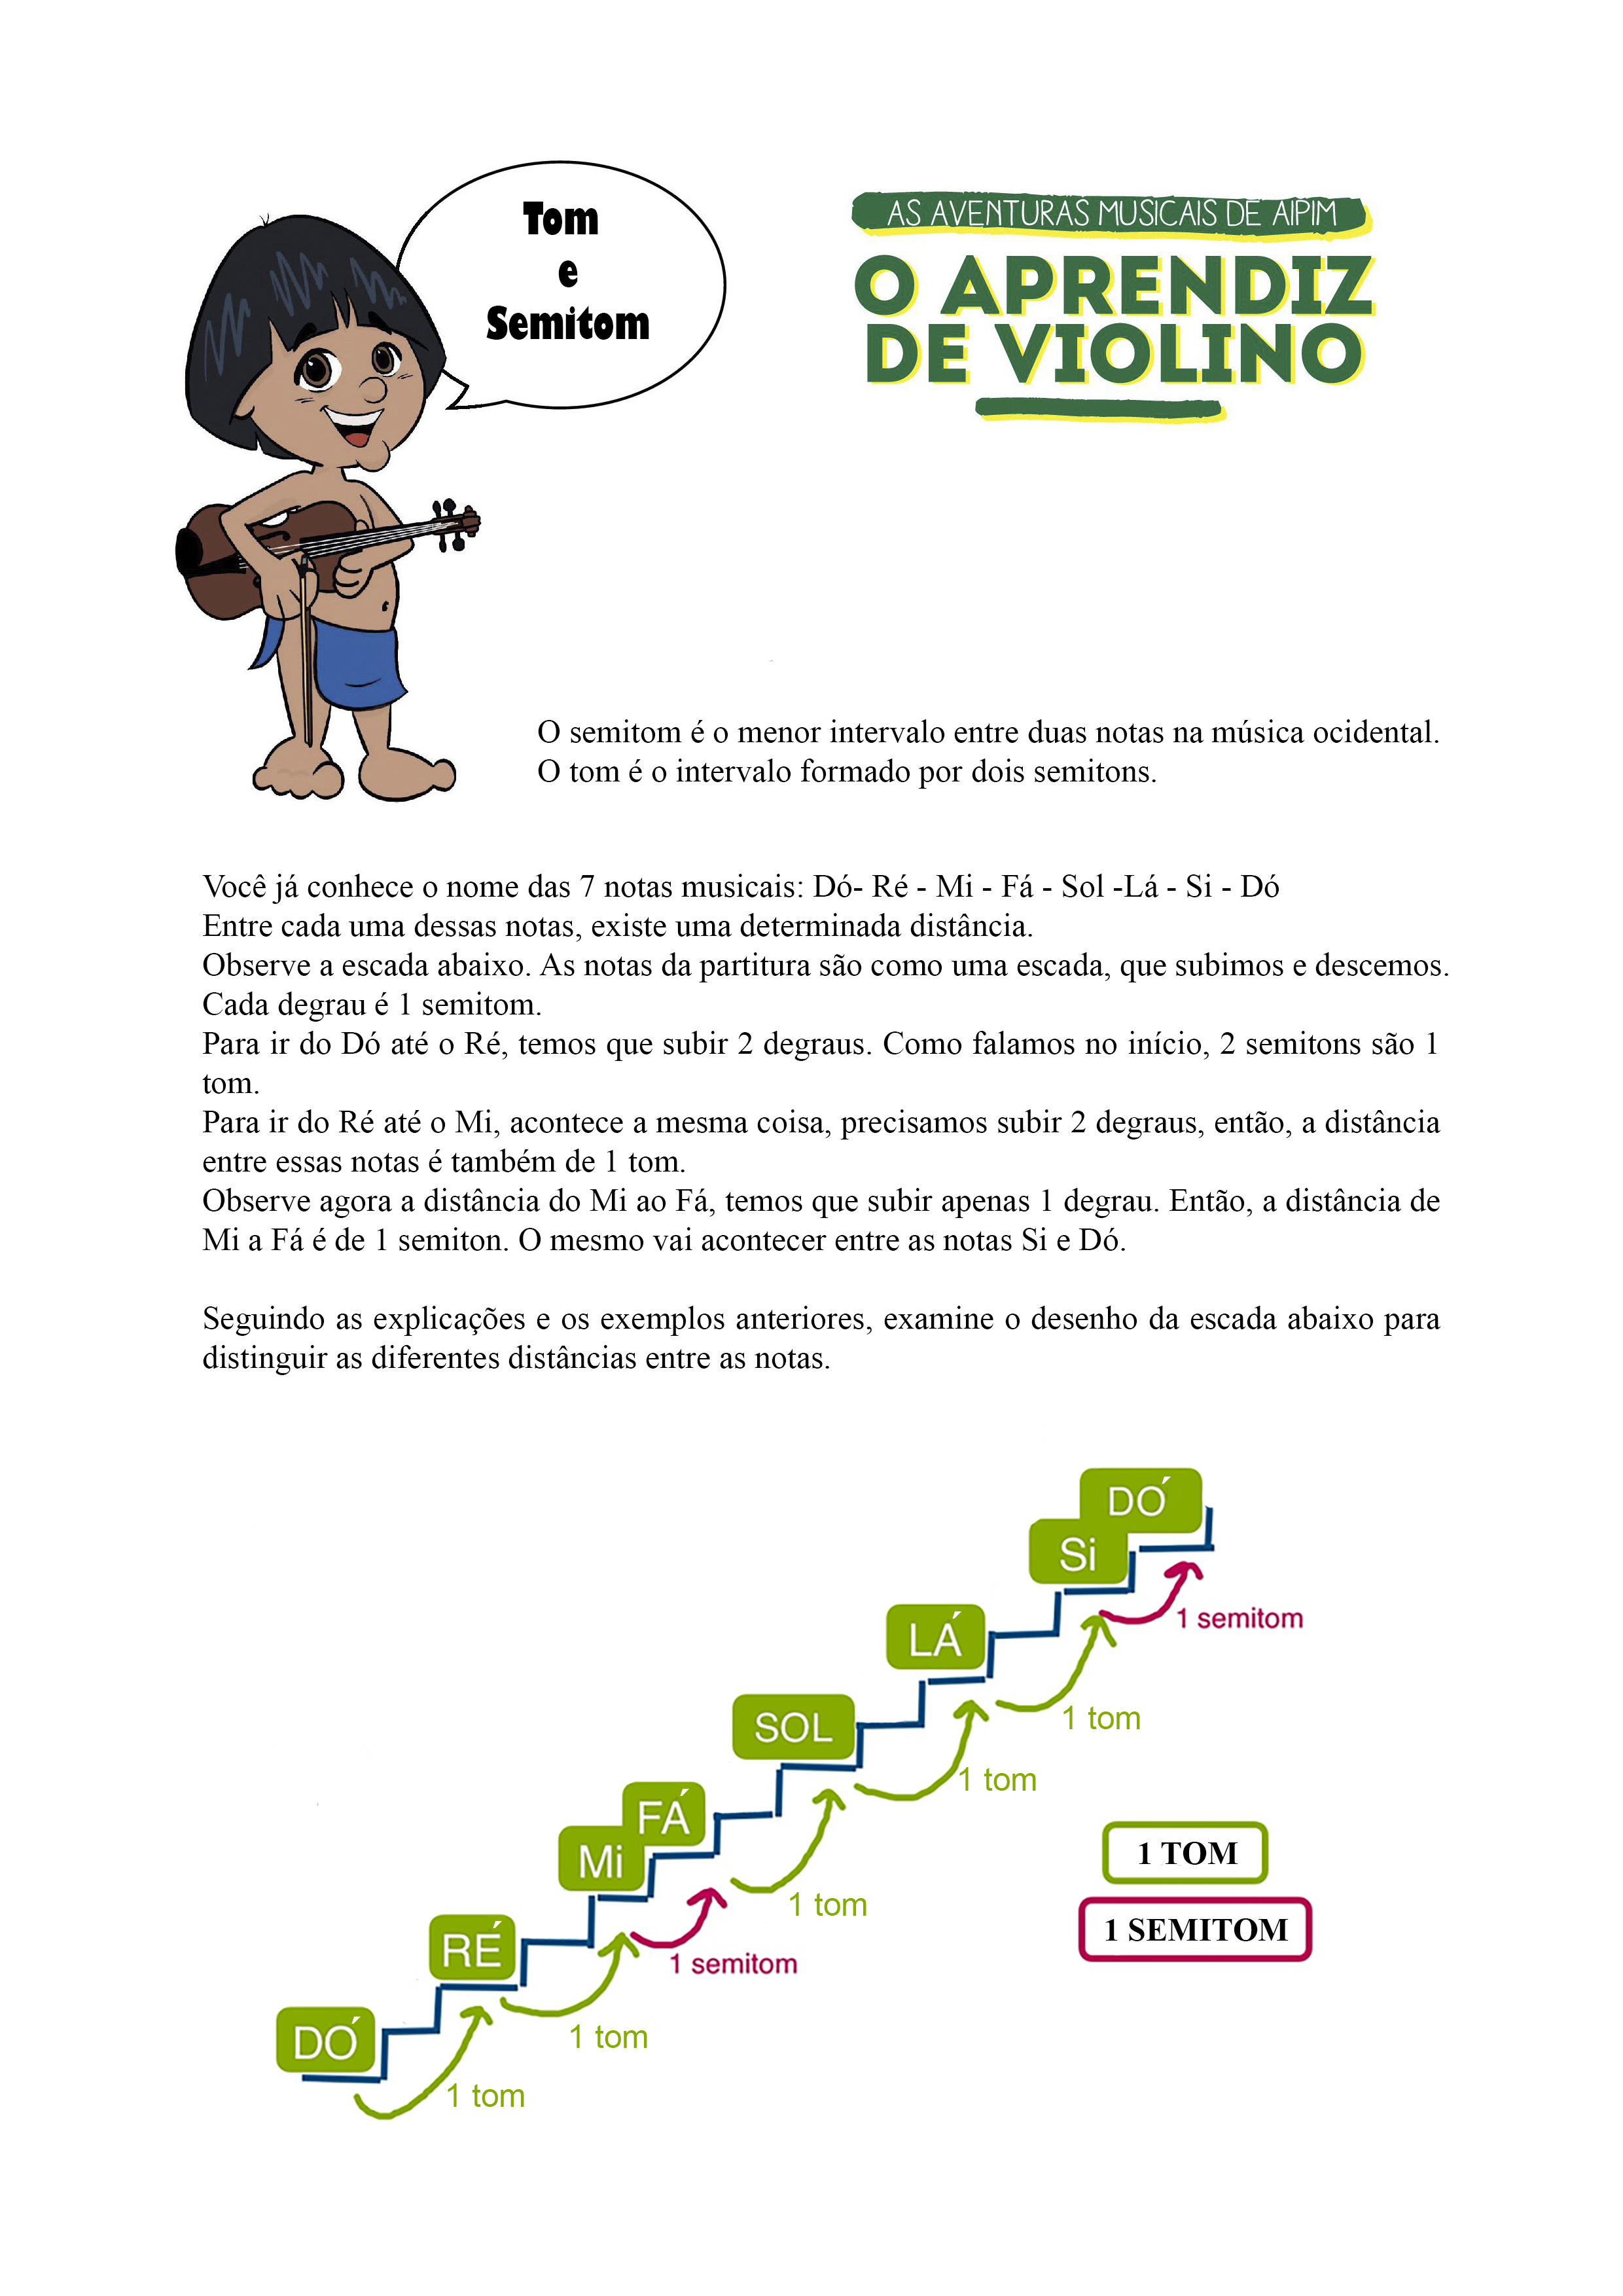 Tom
e
Semitom
AS AVENTURAS MUSICAIS DE AIPIM
O APRENDIZ
DE VIOLINO
O semitom é o menor intervalo entre duas notas na música ocidental.
O tom é o intervalo formado por dois semitons.
Você já conhece o nome das 7 notas musicais: Dó- Ré - Mi - Fá - Sol -Lá - Si - Dó
Entre cada uma dessas notas, existe uma determinada distância.
Observe a escada abaixo. As notas da partitura são como uma escada, que subimos e descemos.
Cada degrau é 1 semitom.
Para ir do Dó até o Ré, temos que subir 2 degraus. Como falamos no início, 2 semitons são 1
tom.
Para ir do Ré até o Mi, acontece a mesma coisa, precisamos subir 2 degraus, então, a distância
entre essas notas é também de 1 tom.
Observe agora a distância do Mi ao Fá, temos que subir apenas 1 degrau. Então, a distância de
Mi a Fá é de 1 semiton. O mesmo vai acontecer entre as notas Si e Dó.
Seguindo as explicações e os exemplos anteriores, examine o desenho da escada abaixo para
distinguir as diferentes distâncias entre as notas.
DÓ
Si
1 semitom
LÁ
1 tom
SOL
1 tom
FÁ
Mi
1 tom
1 TOM
1 SEMITOM
RÉ
1 semitom
1 tom
DÓ
1 tom